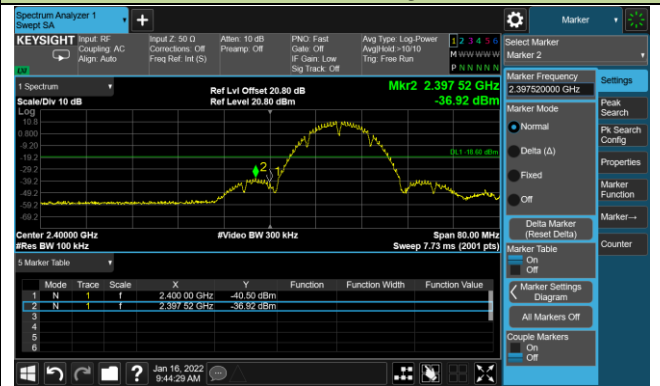 Spectrum Analyzer 1
Swept SA
Marker
KEYSIGHT
Input: RF
Coupling: AC
Align: Auto
Input Z: 50 Ω
Corrections: Off
Freq Ref: Int (S)
Atten: 10 dB
Preamp: Off
PNO: Fast
Gate: Off
IF Gain: Low
Sig Track: Off
Avg Type: Log-Power
Avg|Hold:>10/10
Trig: Free Run
1 2 3 4 5 6
M W W W W W
P N N N N N
LXI
Select Marker
Marker 2
1 Spectrum
Scale/Div 10 dB
Ref Lvl Offset 20.80 dB
Ref Level 20.80 dBm
Mkr2 2.397 52 GHz
-36.92 dBm
Log
10.8
0.800
-9.20
-19.2
-29.2
-39.2
-49.2
-59.2
-69.2
DL1 -18.60 dBm
2
1
Center 2.40000 GHz
#Res BW 100 kHz
#Video BW 300 kHz
Span 80.00 MHz
Sweep 7.73 ms (2001 pts)
5 Marker Table
Mode Trace Scale X Y Function Function Width Function Value
1 N 1 f 2.400 00 GHz -40.50 dBm
2 N 1 f 2.397 52 GHz -36.92 dBm
3
4
5
6
Marker Frequency
2.397520000 GHz
Marker Mode
Normal
Delta (Δ)
Fixed
Off
Delta Marker
(Reset Delta)
Marker Table
On
Off
Marker Settings
Diagram
All Markers Off
Couple Markers
On
Off
Settings
Peak
Search
Pk Search
Config
Properties
Marker
Function
Marker→
Counter
?
Jan 16, 2022
9:44:29 AM